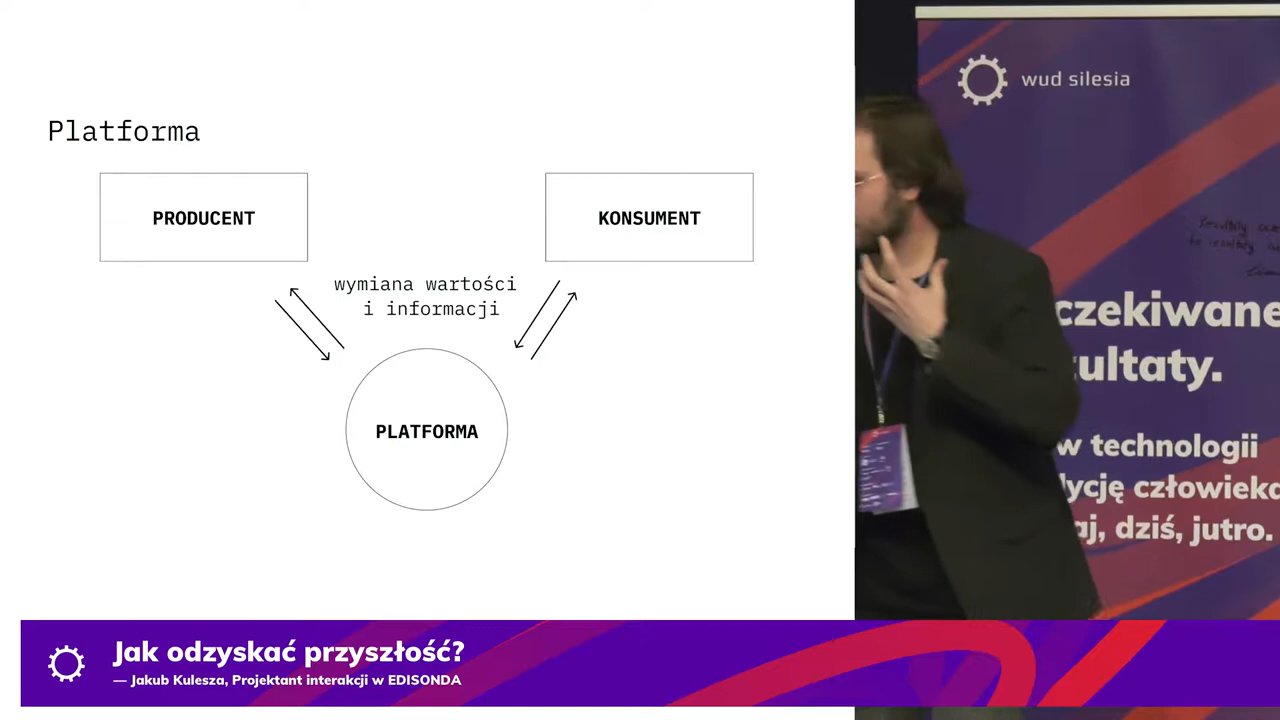 Platforma
PRODUCENT
KONSUMENT
wymiana wartości
i informacji
PLATFORMA
wud silesia
czekiwane
ultaty.
w technologii
dycję człowieka
aj, dziś, jutro.
Jak odzyskać przyszłość?
— Jakub Kulesza, Projektant interakcji w EDISONDA